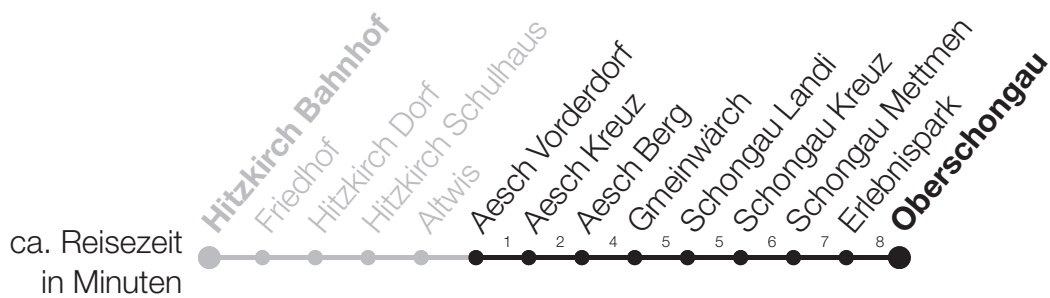 Hitzkirch Bahnhof
Friedhof
Hitzkirch Dorf
Hitzkirch Schulhaus
Altwis
Aesch Vorderdorf
Aesch Kreuz
Aesch Berg
Gmeinwärch
Schongau Landi
Schongau Kreuz
Schongau Mettmen
Erlebnispark
Oberschongau
ca. Reisezeit
in Minuten
1 2 4 5 5 6 7 8